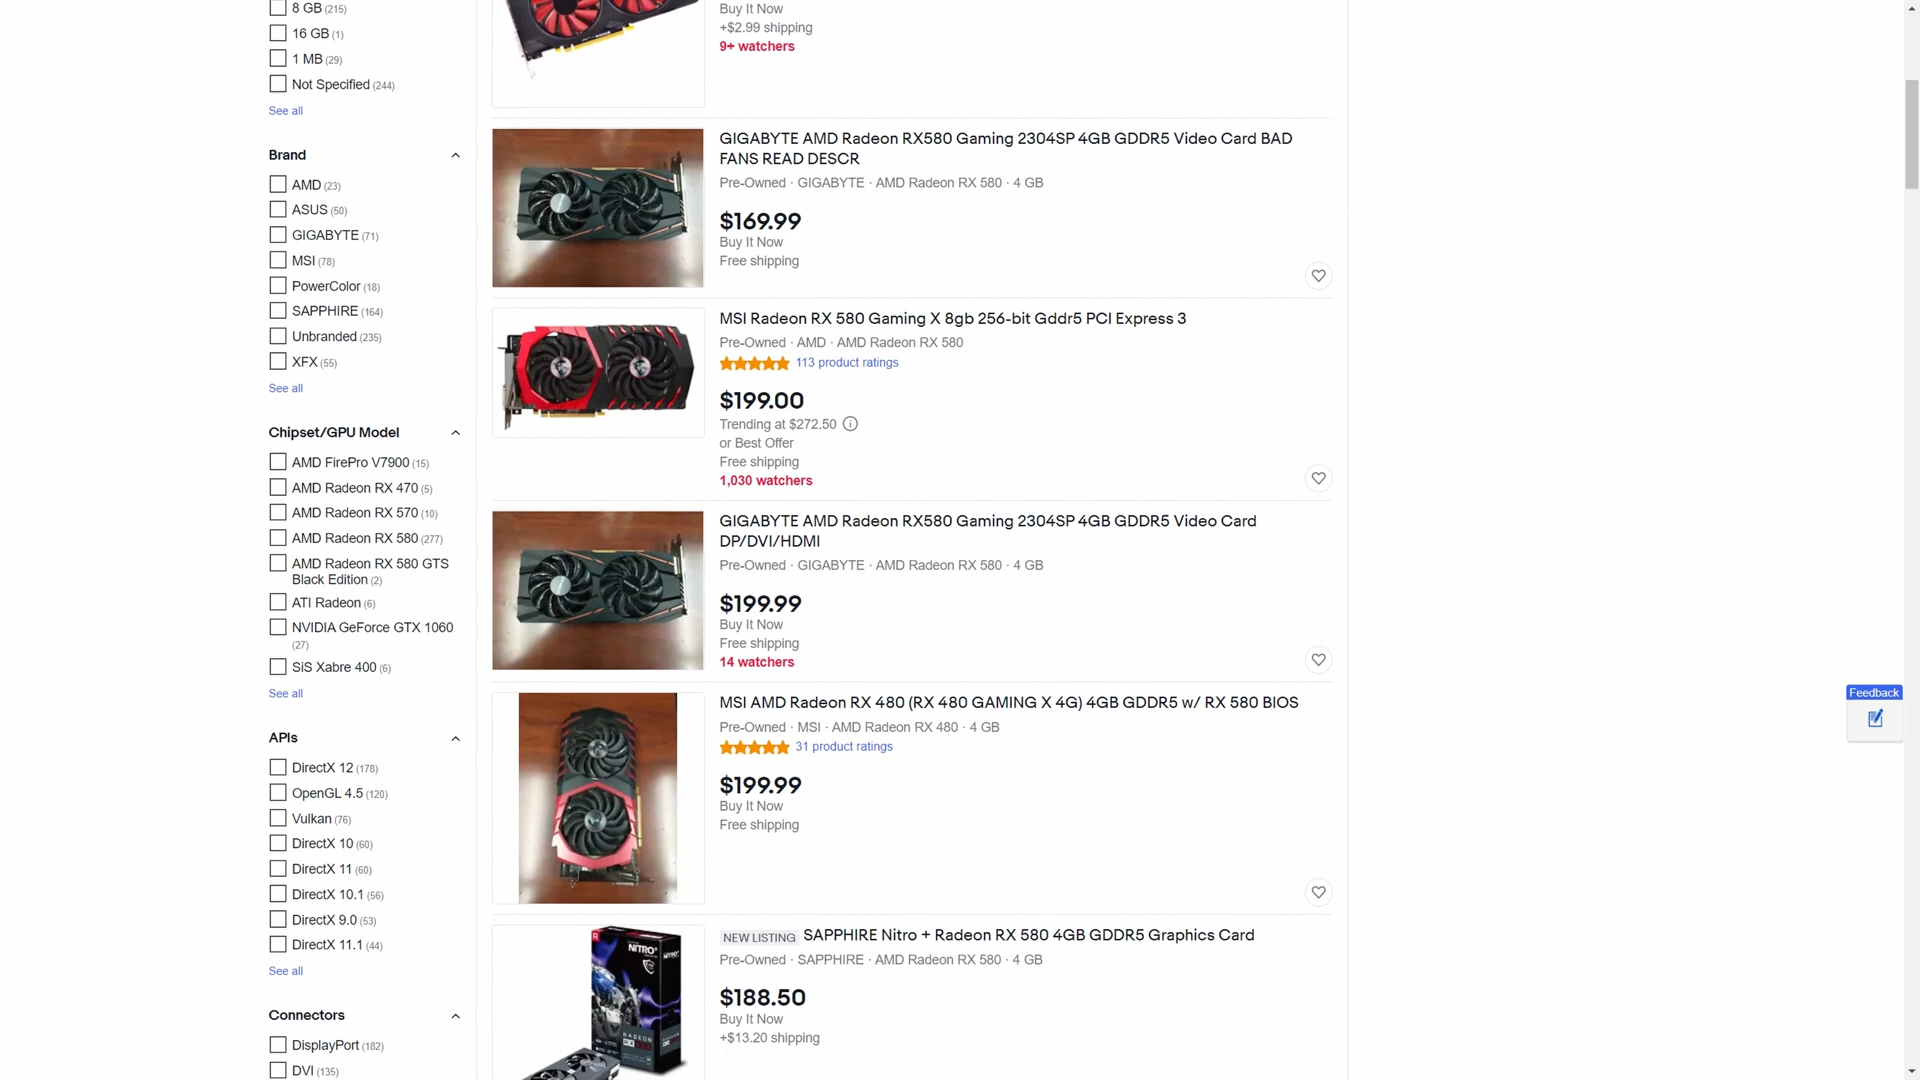 8 GB (215)
16 GB (1)
1 MB (29)
Not Specified (244)
See all
Brand
AMD (23)
ASUS (50)
GIGABYTE (71)
MSI (78)
PowerColor (18)
SAPPHIRE (164)
Unbranded (235)
XFX (55)
See all
Chipset/GPU Model
AMD FirePro V7900 (15)
AMD Radeon RX 470 (5)
AMD Radeon RX 570 (10)
AMD Radeon RX 580 (277)
AMD Radeon RX 580 GTS
Black Edition (2)
ATI Radeon (6)
NVIDIA GeForce GTX 1060
(27)
SiS Xabre 400 (6)
See all
APIs
DirectX 12 (178)
OpenGL 4.5 (120)
Vulkan (76)
DirectX 10 (60)
DirectX 11 (60)
DirectX 10.1 (56)
DirectX 9.0 (53)
DirectX 11.1 (44)
See all
Connectors
DisplayPort (182)
DVI (135)
Buy It Now
+$2.99 shipping
9+ watchers
GIGABYTE AMD Radeon RX580 Gaming 2304SP 4GB GDDR5 Video Card BAD
FANS READ DESCR
Pre-Owned · GIGABYTE · AMD Radeon RX 580 · 4 GB
$169.99
Buy It Now
Free shipping
MSI Radeon RX 580 Gaming X 8gb 256-bit Gddr5 PCI Express 3
Pre-Owned · AMD · AMD Radeon RX 580
113 product ratings
$199.00
Trending at $272.50
or Best Offer
Free shipping
1,030 watchers
GIGABYTE AMD Radeon RX580 Gaming 2304SP 4GB GDDR5 Video Card
DP/DVI/HDMI
Pre-Owned · GIGABYTE · AMD Radeon RX 580 · 4 GB
$199.99
Buy It Now
Free shipping
14 watchers
MSI AMD Radeon RX 480 (RX 480 GAMING X 4G) 4GB GDDR5 w/ RX 580 BIOS
Pre-Owned · MSI · AMD Radeon RX 480 · 4 GB
31 product ratings
$199.99
Buy It Now
Free shipping
NEW LISTING SAPPHIRE Nitro + Radeon RX 580 4GB GDDR5 Graphics Card
Pre-Owned · SAPPHIRE · AMD Radeon RX 580 · 4 GB
$188.50
Buy It Now
+$13.20 shipping
NITRO+
RADEON
Feedback